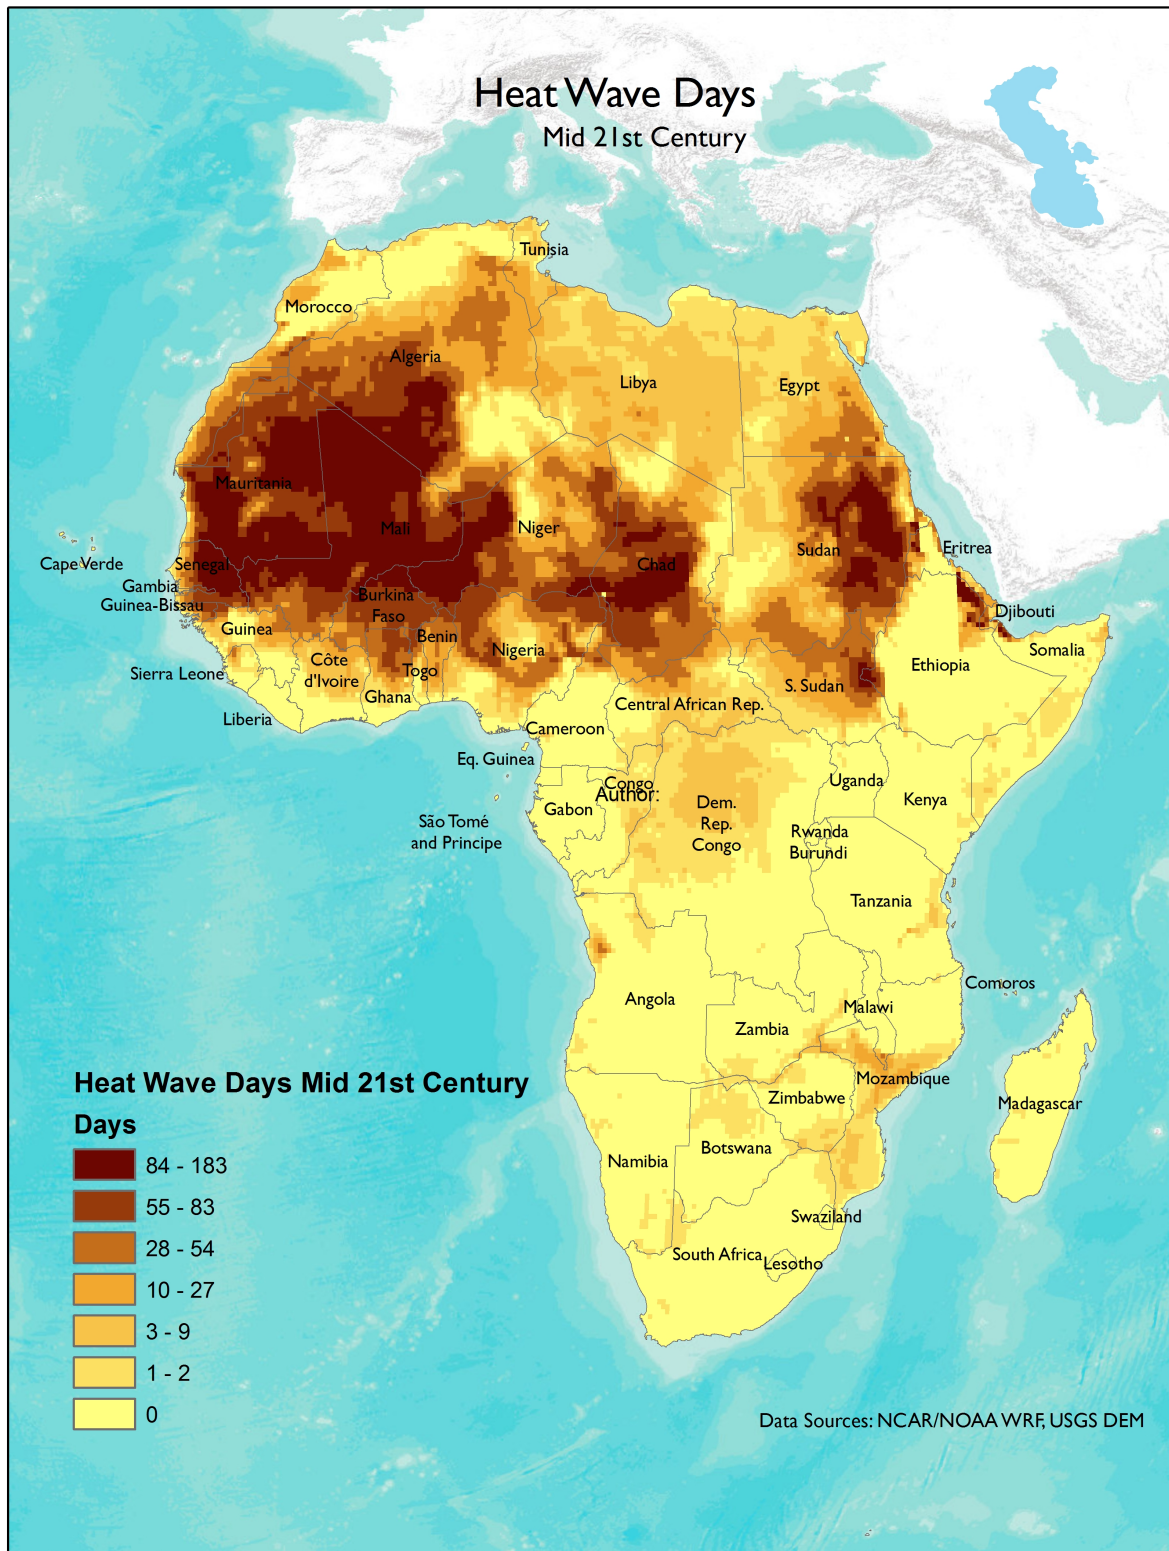 Heat Wave Days
Mid 21st Century
Tunisia
Morocco
Algeria
Libya
Egypt
Mauritania
Mali
Niger
Chad
Sudan
Eritrea
Cape Verde
Senegal
Gambia
Guinea-Bissau
Burkina
Faso
Djibouti
Guinea
Benin
Nigeria
Somalia
Ethiopia
Sierra Leone
Côte
d'Ivoire
Togo
Ghana
S. Sudan
Central African Rep.
Liberia
Cameroon
Eq. Guinea
Congo
Author:
Uganda
Kenya
Gabon
Dem.
Rep.
Congo
São Tomé
and Principe
Rwanda
Burundi
Tanzania
Comoros
Angola
Malawi
Zambia
Mozambique
Zimbabwe
Madagascar
Botswana
Namibia
Swaziland
South Africa
Lesotho
Heat Wave Days Mid 21st Century
Days
84 - 183
55 - 83
28 - 54
10 - 27
3 - 9
1 - 2
0
Data Sources: NCAR/NOAA WRF, USGS DEM